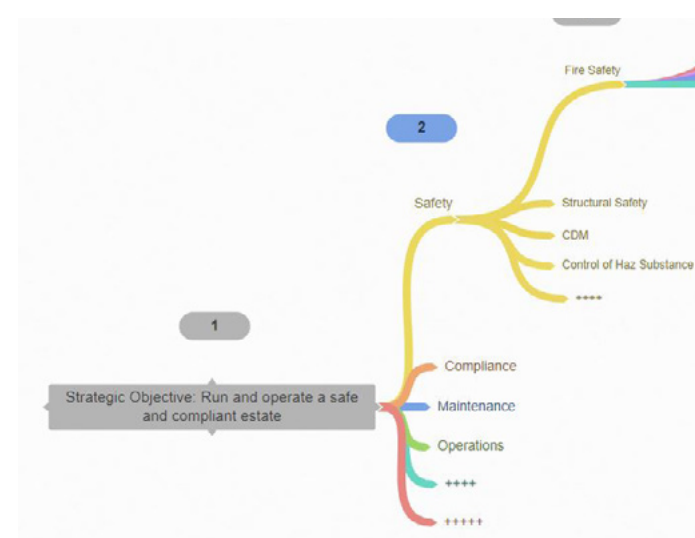 Fire Safety
2
Safety
Structural Safety
CDM
Control of Haz Substance
++++
1
Compliance
Strategic Objective: Run and operate a safe
and compliant estate
Maintenance
Operations
++++
+++++